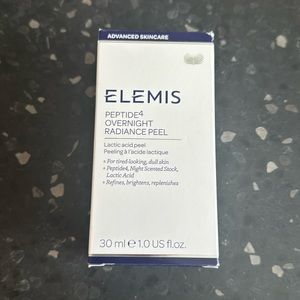 ADVANCED SKINCARE
ELEMIS
PEPTIDE⁴
OVERNIGHT
RADIANCE PEEL
Lactic acid peel
Peeling à l'acide lactique
+ For tired-looking, dull skin
+ Peptide4, Night Scented Stock,
Lactic Acid
+ Refines, brightens, replenishes
30 ml ℮ 1.0 US fl.oz.